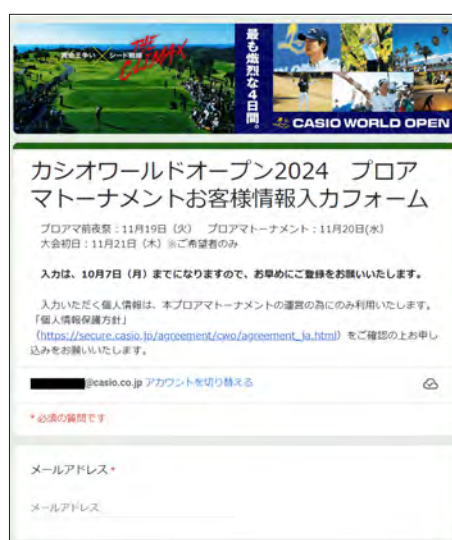 賞金王争い × シード戦線
THE
CLIMAX
最も熾烈な4日間。
CASIO WORLD OPEN
カシオワールドオープン2024 プロア
マトーナメントお客様情報入力フォーム
プロアマ前夜祭：11月19日（火） プロアマトーナメント：11月20日(水）
大会初日：11月21日（木）※ご希望者のみ
入力は、10月7日（月）までになりますので、お早めにご登録をお願いいたします。
入力いただく個人情報は、本プロアマトーナメントの運営の為にのみ利用いたします。
「個人情報保護方針」
（https://secure.casio.jp/agreement/cwo/agreement_ja.html）をご確認の上お申し
込みをお願いいたします。
@casio.co.jp アカウントを切り替える
* 必須の質問です
メールアドレス *
メールアドレス